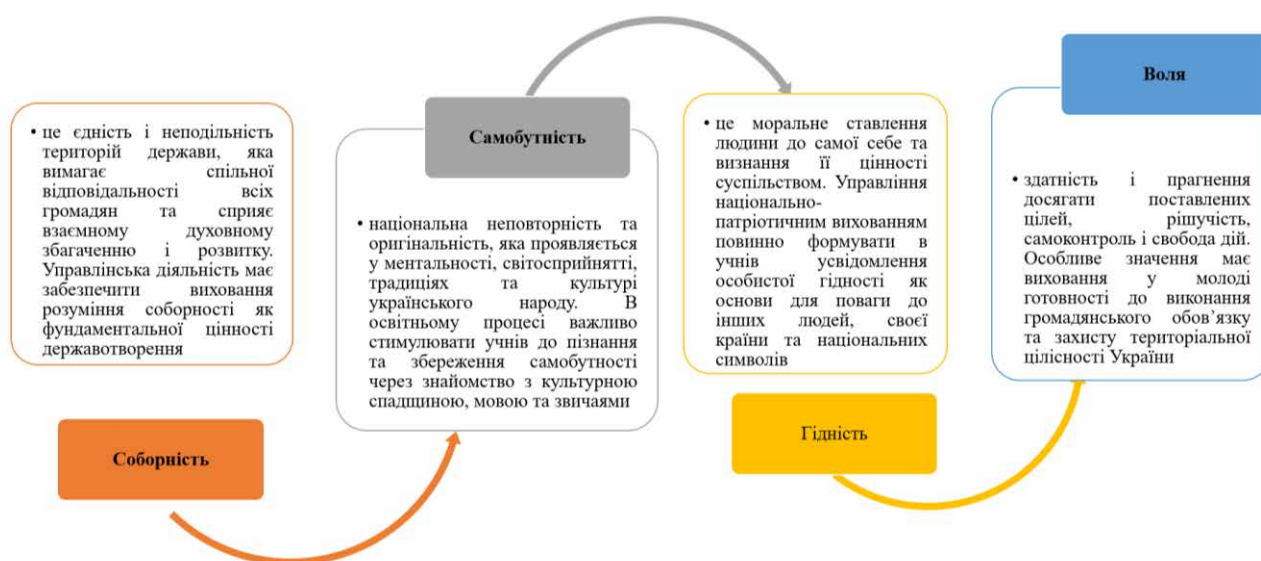 • це єдність і неподільність
територій держави, яка
вимагає спільної
відповідальності всіх
громадян та сприяє
взаємному духовному
збагаченню і розвитку.
Управлінська діяльність має
забезпечити виховання
розуміння соборності як
фундаментальної цінності
державотворення
Соборність
Самобутність
• національна неповторність та
оригінальність, яка проявляється
у ментальності, світосприйнятті,
традиціях та культурі
українського народу. В
освітньому процесі важливо
стимулювати учнів до пізнання
та збереження самобутності
через знайомство з культурною
спадщиною, мовою та звичаями
• це моральне ставлення
людини до самої себе та
визнання її цінності
суспільством. Управління
національно-
патріотичним вихованням
повинно формувати в
учнів усвідомлення
особистої гідності як
основи для поваги до
інших людей, своєї
країни та національних
символів
Гідність
Воля
• здатність і прагнення
досягати поставлених
цілей, рішучість,
самоконтроль і свобода дій.
Особливе значення має
виховання у молоді
готовності до виконання
громадянського обов’язку
та захисту територіальної
цілісності України